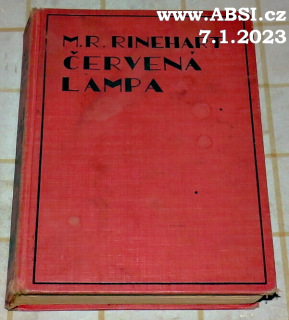 www.ABSI.cz
7.1.2023
M.R. RINEHART
ČERVENÁ
LAMPA